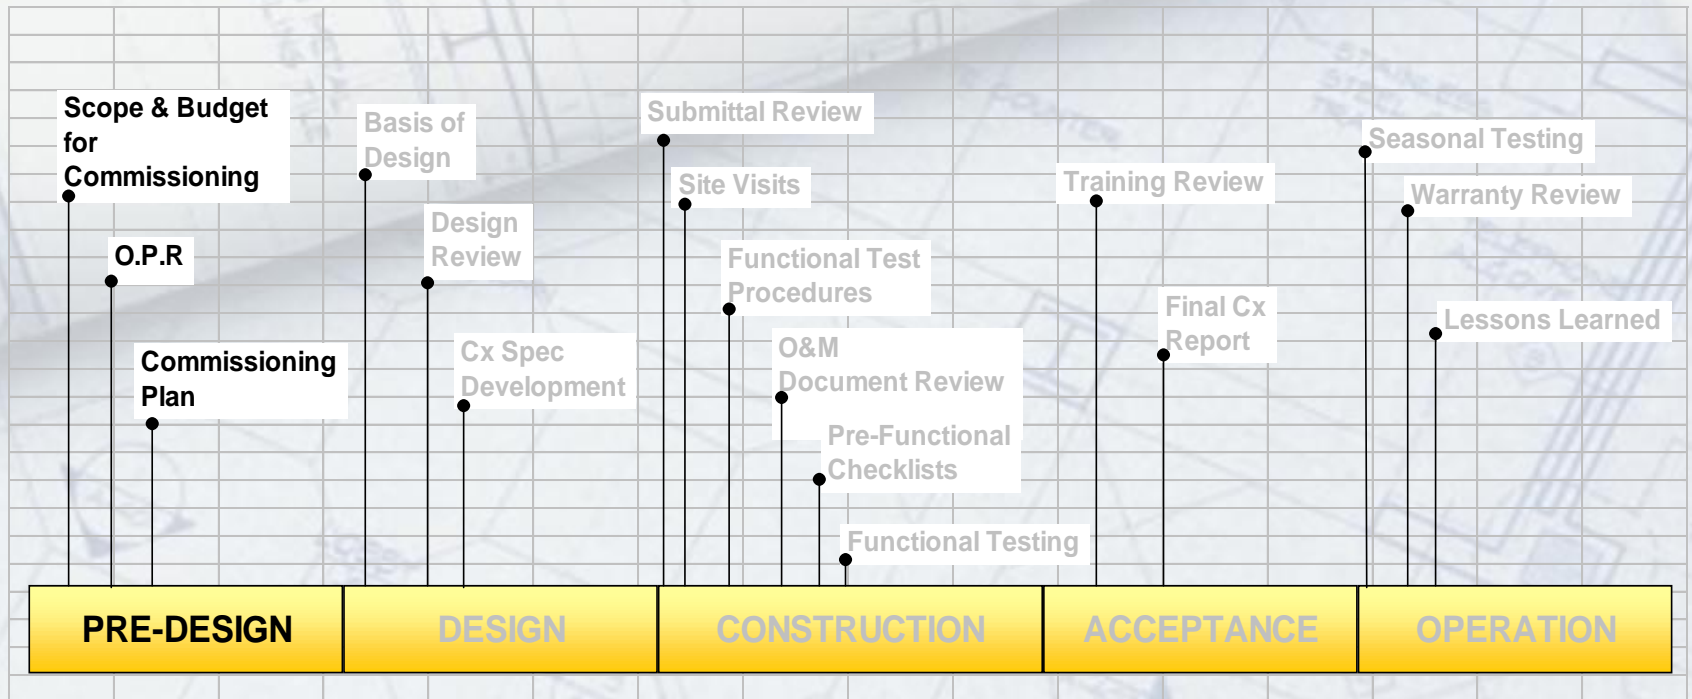 Scope & Budget
for
Commissioning
O.P.R
Commissioning
Plan
Basis of
Design
Design
Review
Cx Spec
Development
Submittal Review
Site Visits
Functional Test
Procedures
O&M
Document Review
Pre-Functional
Checklists
Functional Testing
Training Review
Final Cx
Report
Seasonal Testing
Warranty Review
Lessons Learned
PRE-DESIGN
DESIGN
CONSTRUCTION
ACCEPTANCE
OPERATION